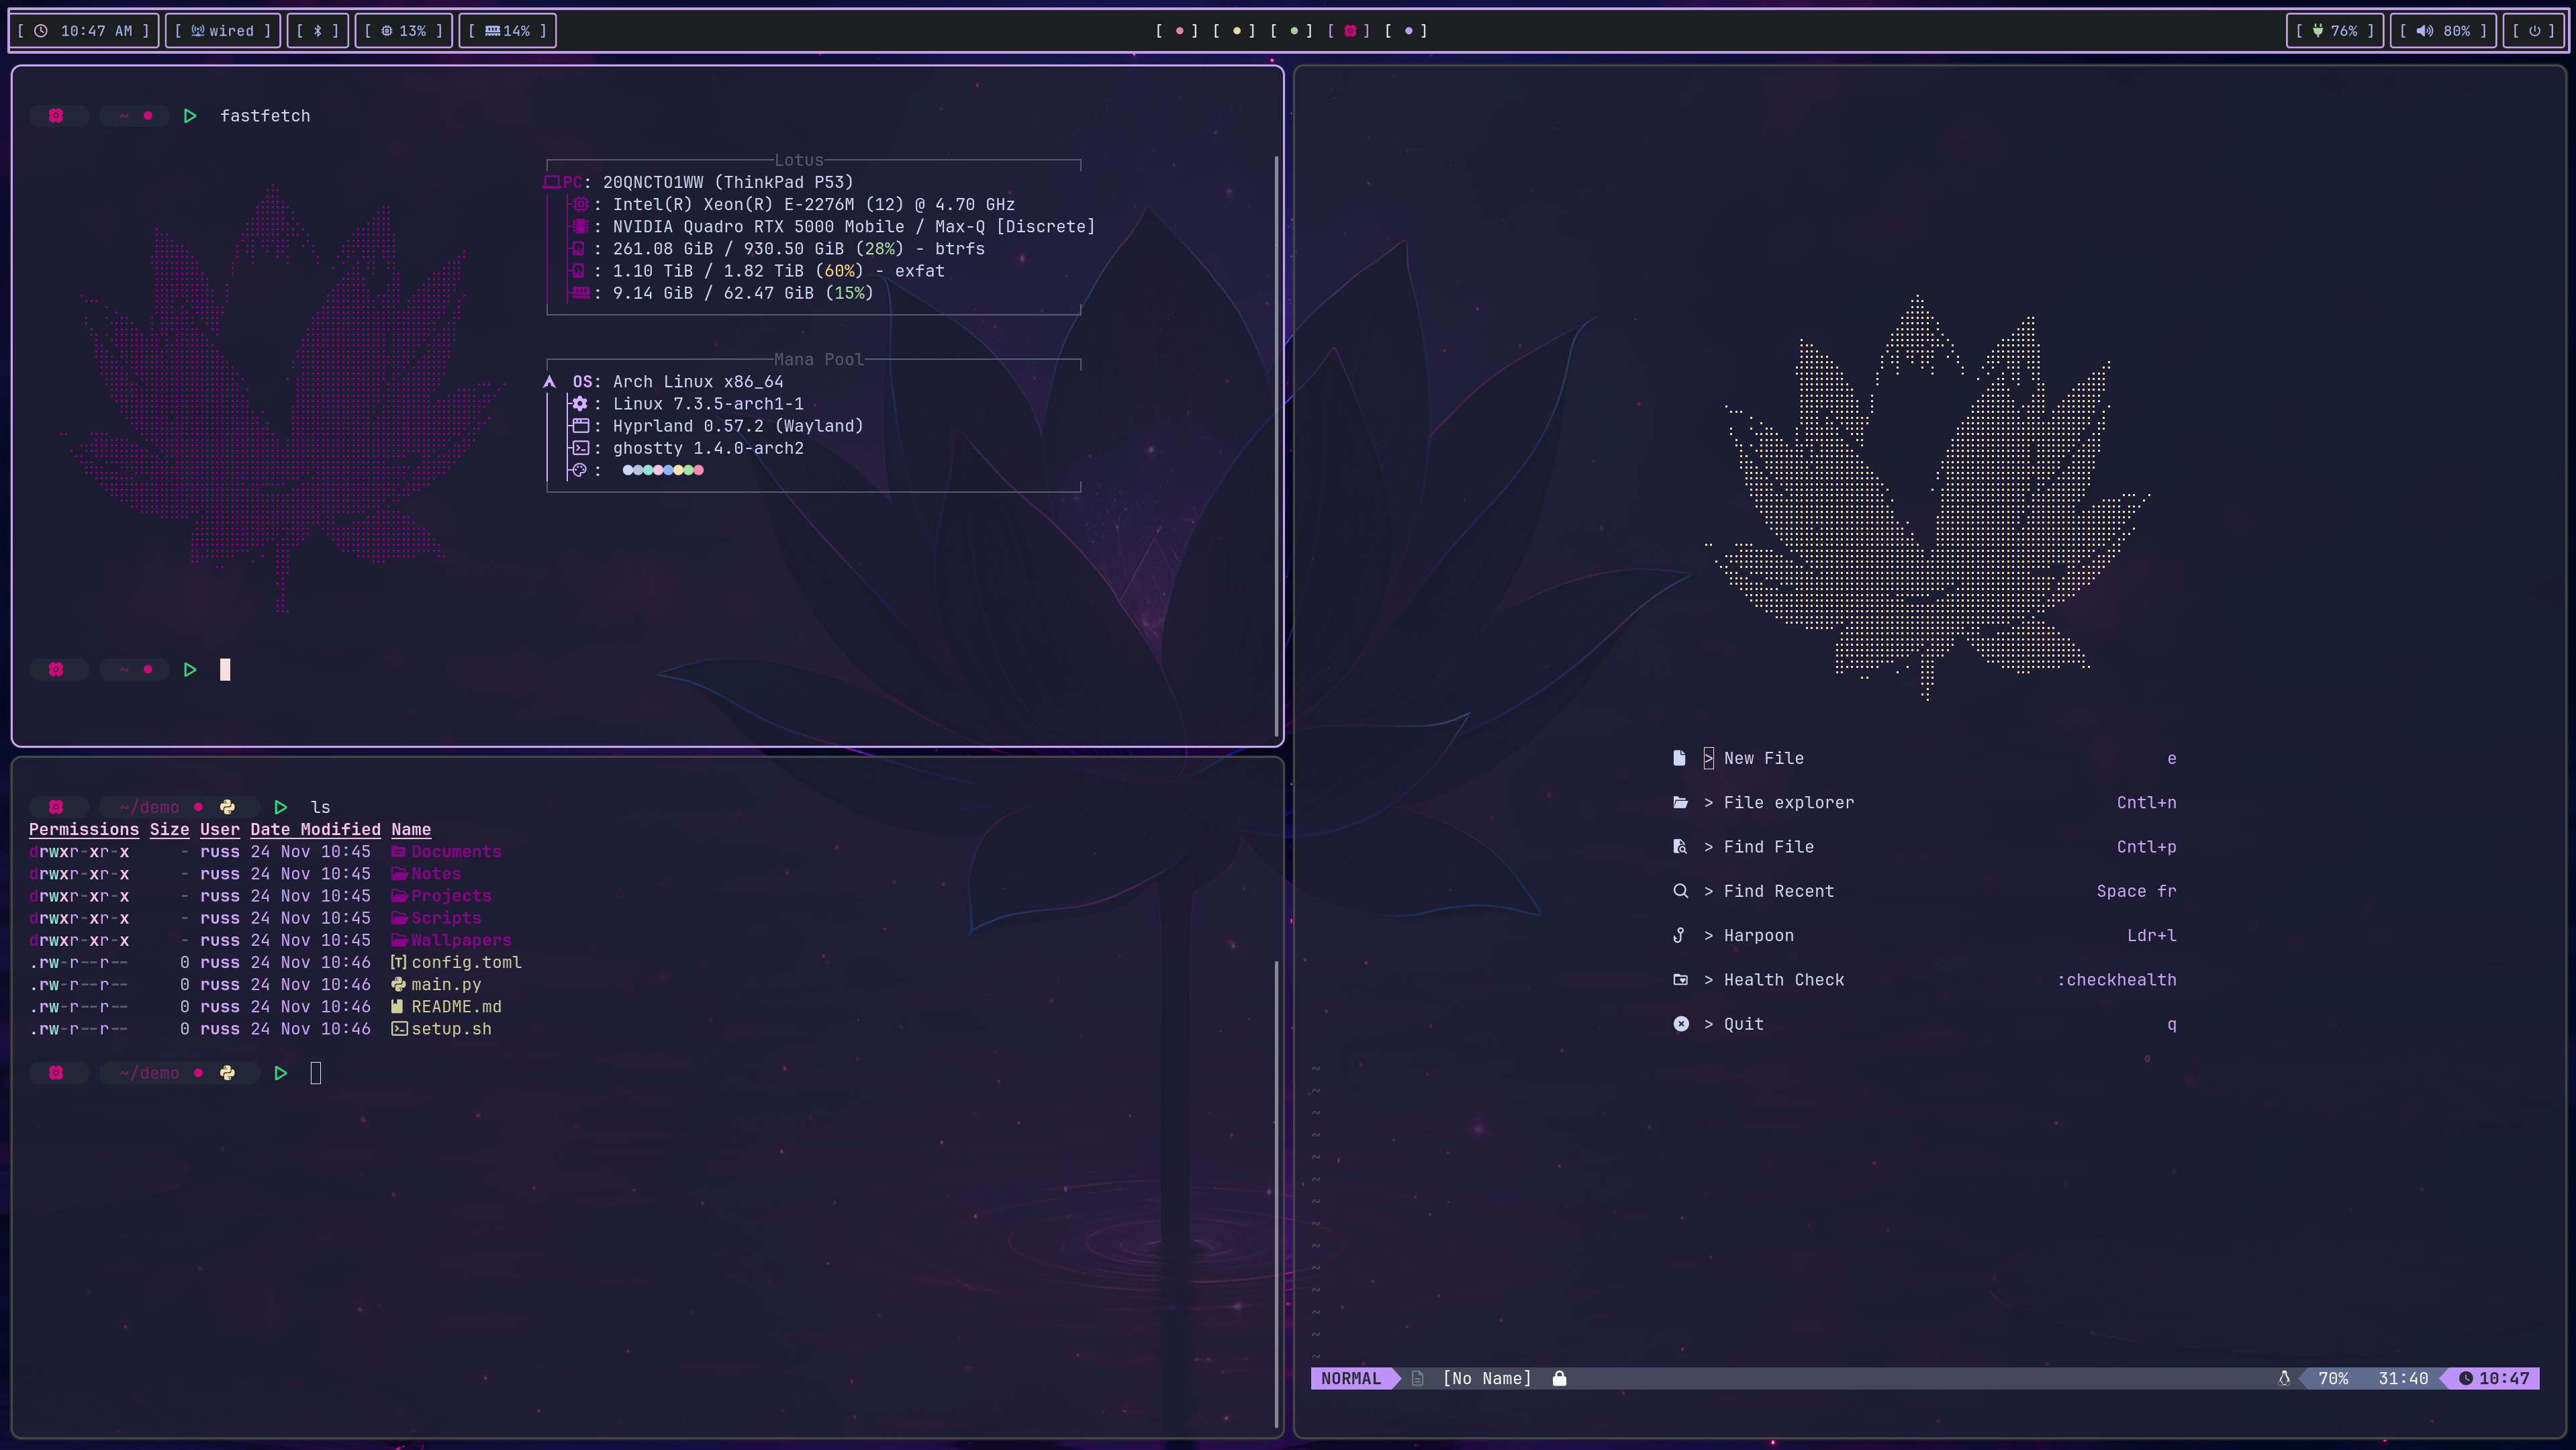 [ 10:47 AM ] [ wired ] [ ] [ 13% ] [ 14% ] [ ] [ ] [ ] [ ] [ ] [ 76% ] [ 80% ] [ ]
~ fastfetch
Lotus
PC: 20QNCTO1WW (ThinkPad P53)
: Intel(R) Xeon(R) E-2276M (12) @ 4.70 GHz
: NVIDIA Quadro RTX 5000 Mobile / Max-Q [Discrete]
: 261.08 GiB / 930.50 GiB (28%) - btrfs
: 1.10 TiB / 1.82 TiB (60%) - exfat
: 9.14 GiB / 62.47 GiB (15%)
Mana Pool
OS: Arch Linux x86_64
: Linux 7.3.5-arch1-1
: Hyprland 0.57.2 (Wayland)
: ghostty 1.4.0-arch2
:
~
~/demo ls
Permissions Size User Date Modified Name
drwxr-xr-x - russ 24 Nov 10:45 Documents
drwxr-xr-x - russ 24 Nov 10:45 Notes
drwxr-xr-x - russ 24 Nov 10:45 Projects
drwxr-xr-x - russ 24 Nov 10:45 Scripts
drwxr-xr-x - russ 24 Nov 10:45 Wallpapers
.rw-r--r-- 0 russ 24 Nov 10:46 config.toml
.rw-r--r-- 0 russ 24 Nov 10:46 main.py
.rw-r--r-- 0 russ 24 Nov 10:46 README.md
.rw-r--r-- 0 russ 24 Nov 10:46 setup.sh
~/demo
> New File e
> File explorer Cntl+n
> Find File Cntl+p
> Find Recent Space fr
> Harpoon Ldr+l
> Health Check :checkhealth
> Quit q
~
~
~
~
~
~
~
~
~
~
~
~
~
~
NORMAL [No Name] 70% 31:40 10:47